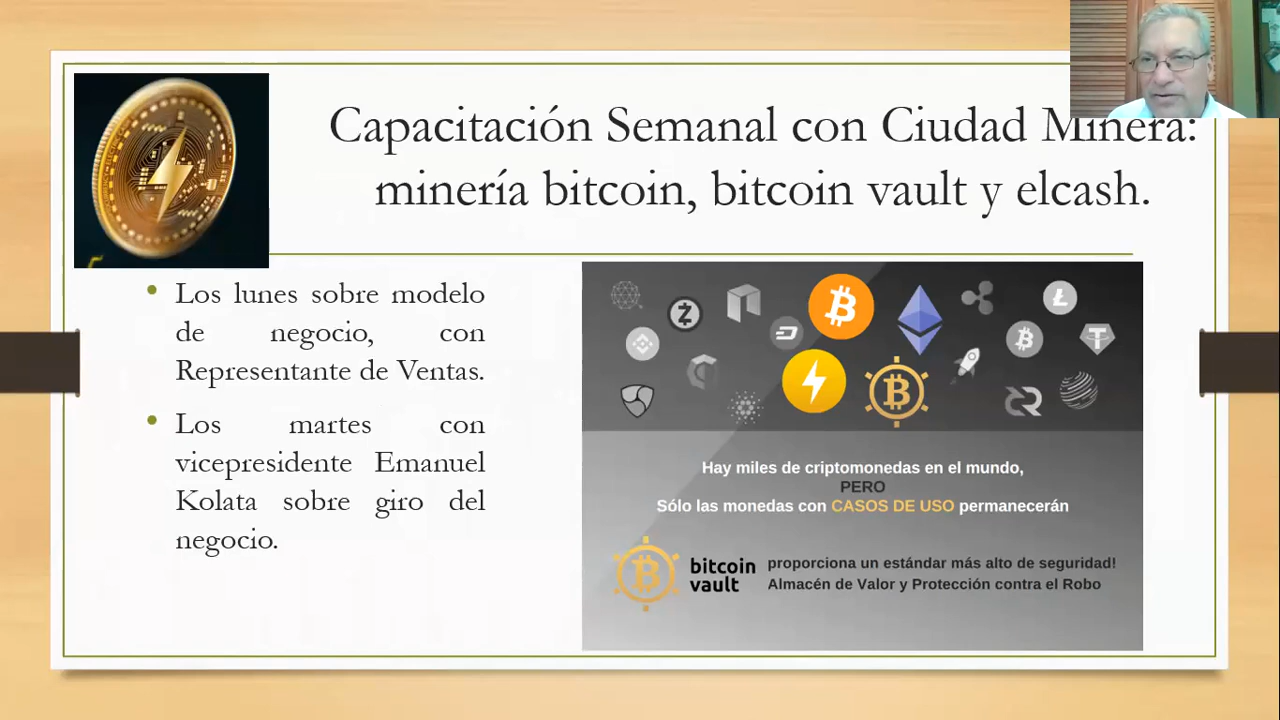 Capacitación Semanal con Ciudad Minera:
minería bitcoin, bitcoin vault y elcash.
• Los lunes sobre modelo
de negocio, con
Representante de Ventas.
• Los martes con
vicepresidente Emanuel
Kolata sobre giro del
negocio.
Hay miles de criptomonedas en el mundo,
PERO
Sólo las monedas con CASOS DE USO permanecerán
bitcoin
vault
proporciona un estándar más alto de seguridad!
Almacén de Valor y Protección contra el Robo